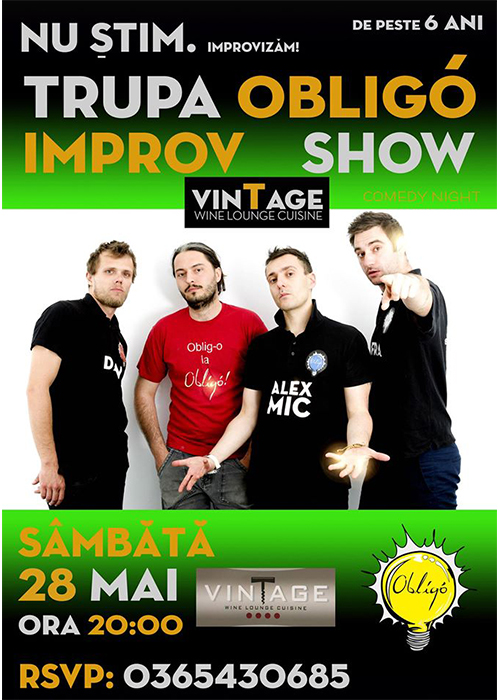 NU ȘTIM. IMPROVIZĂM!
DE PESTE 6 ANI
TRUPA OBLIGÓ
IMPROV SHOW
VINTAGE
WINE LOUNGE CUISINE
COMEDY NIGHT
Oblig-o
la
Obligó!
ALEX
MIC
SÂMBĂTĂ
28 MAI
ORA 20:00
VINTAGE
WINE LOUNGE CUISINE
Obligó
RSVP: 0365430685